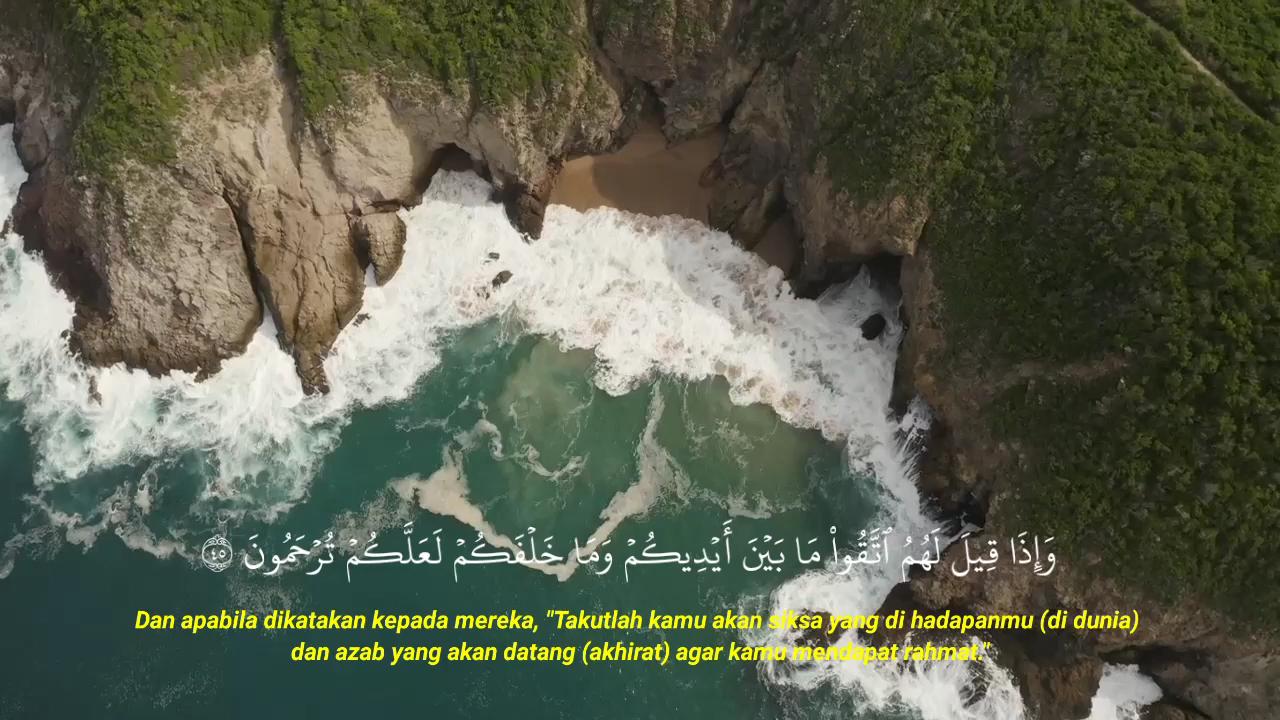 وَإِذَا قِيلَ لَهُمُ ٱتَّقُوا۟ مَا بَيْنَ أَيْدِيكُمْ وَمَا خَلْفَكُمْ لَعَلَّكُمْ تُرْحَمُونَ ٤٥
Dan apabila dikatakan kepada mereka, "Takutlah kamu akan siksa yang di hadapanmu (di dunia)
dan azab yang akan datang (akhirat) agar kamu mendapat rahmat."